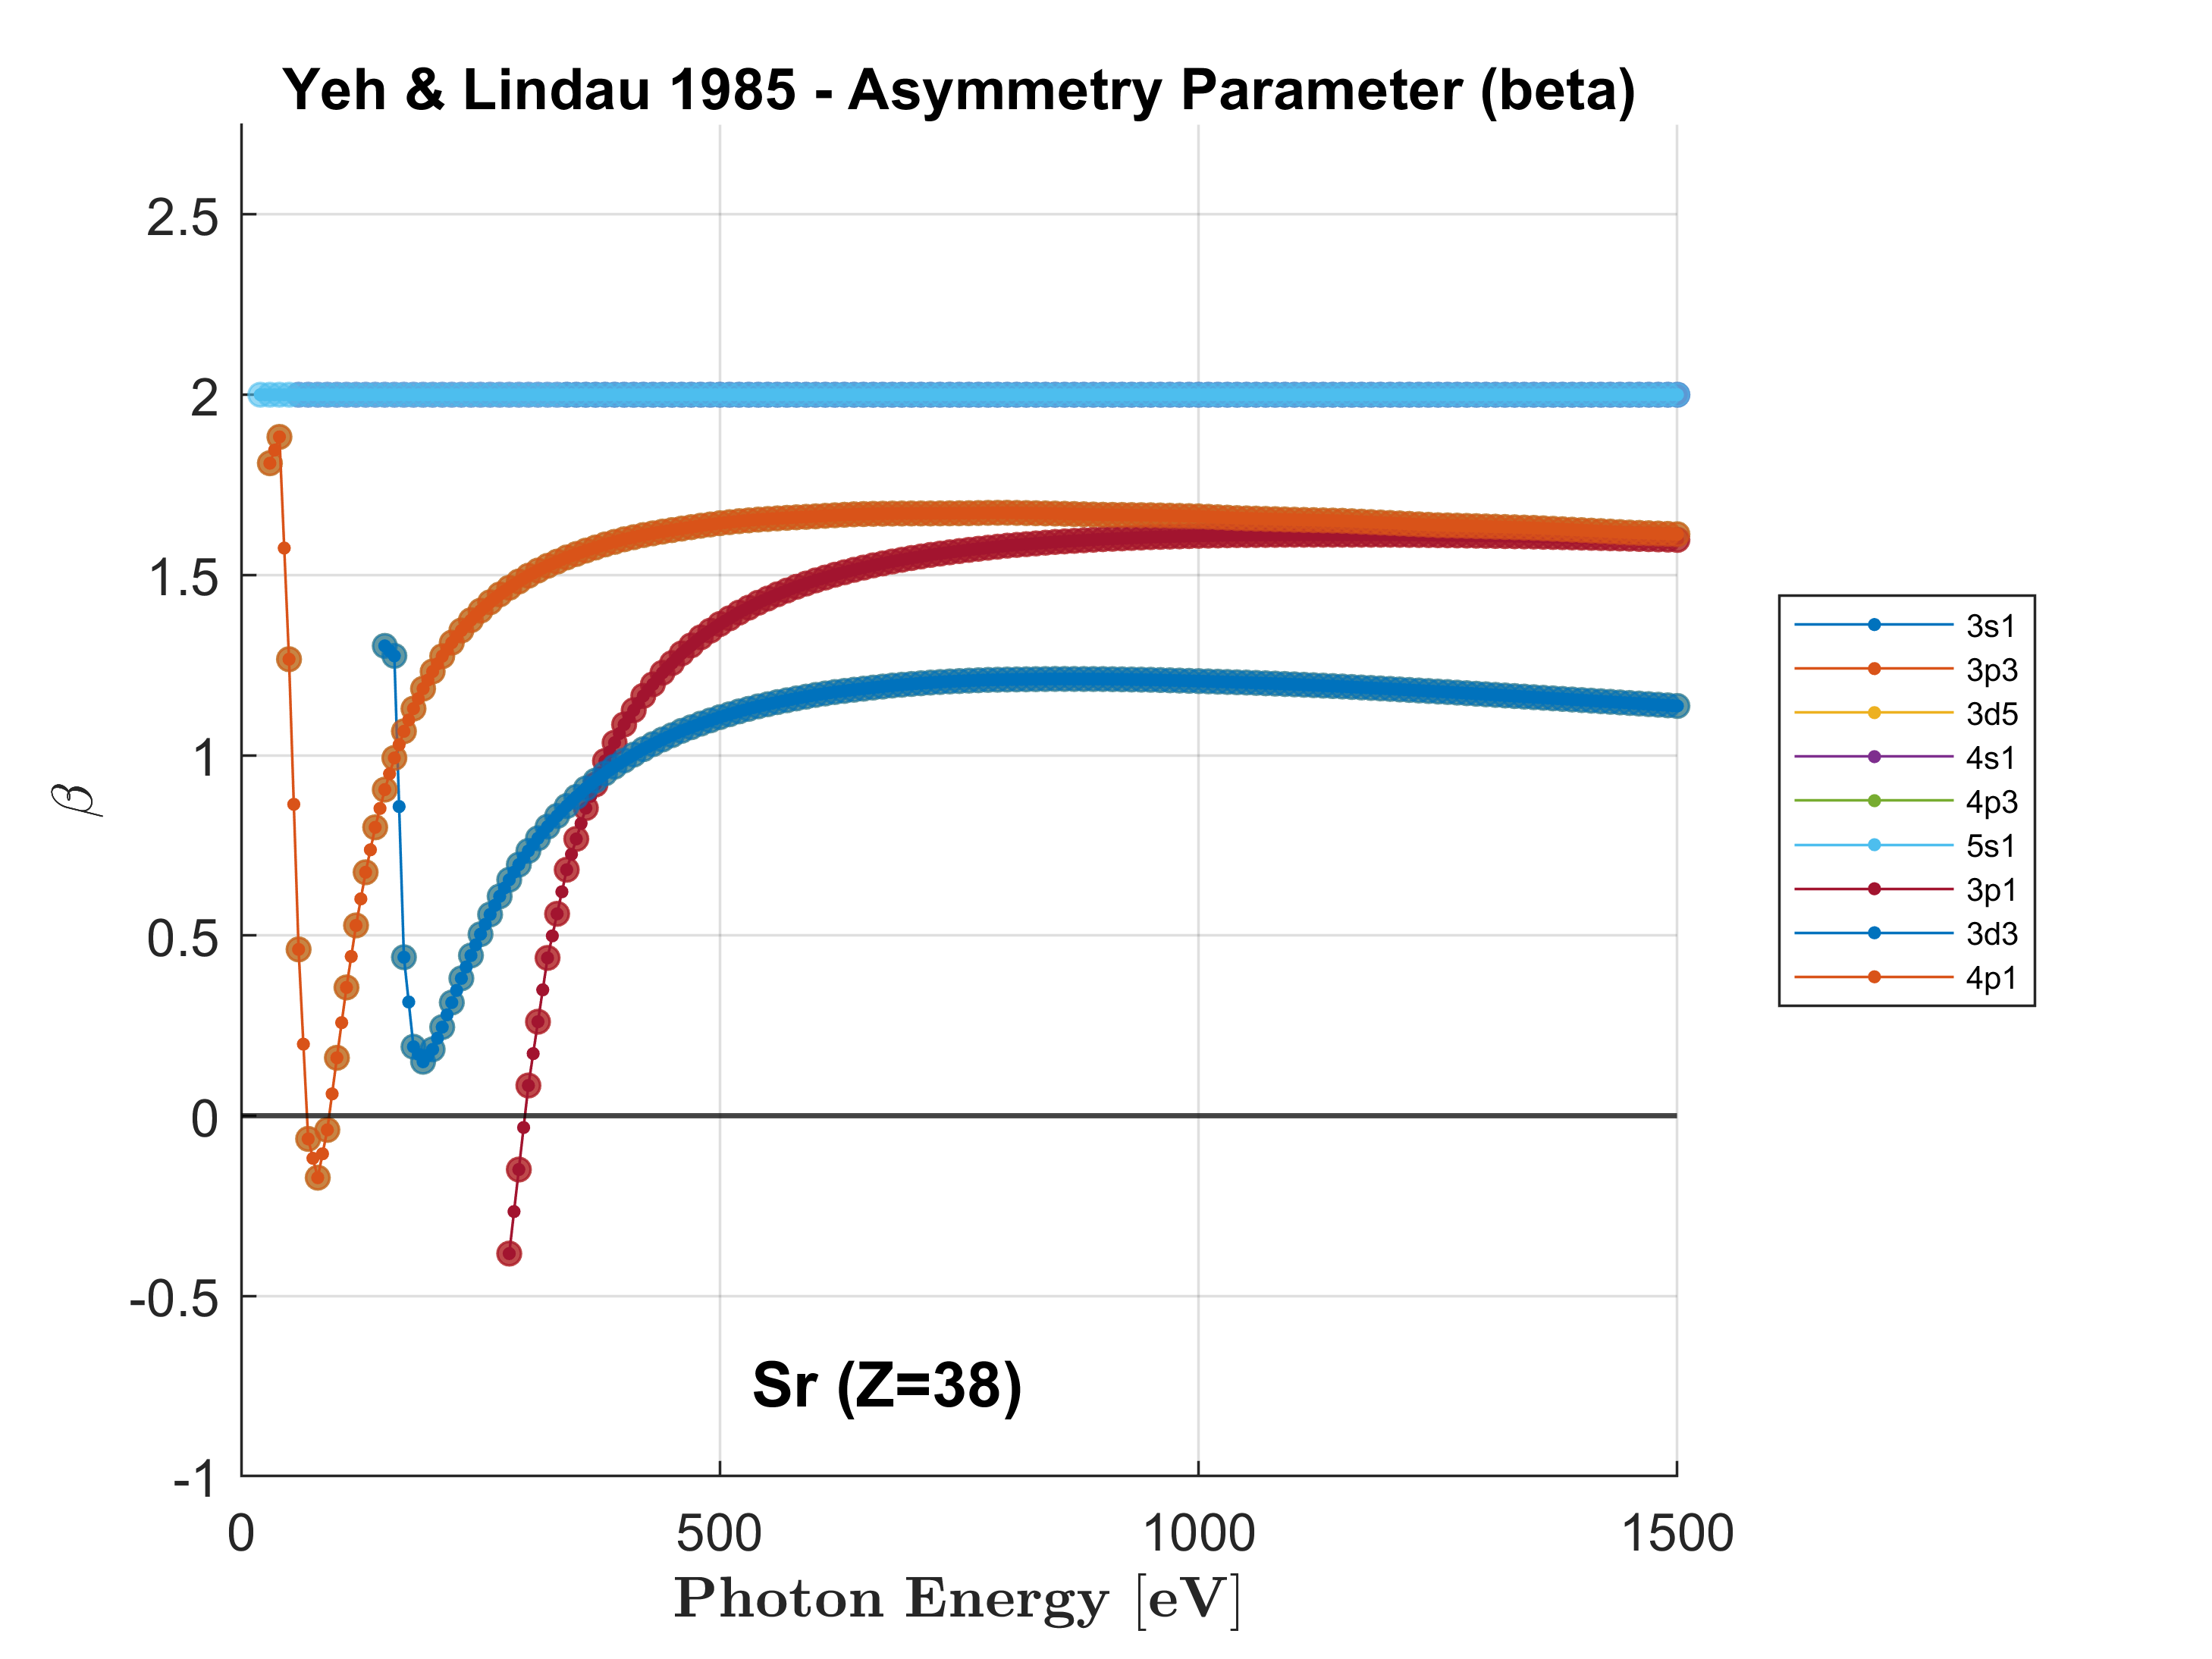 Yeh & Lindau 1985 - Asymmetry Parameter (beta)
2.5
2
1.5
1
0.5
0
-0.5
-1
β
0 500 1000 1500
Photon Energy [eV]
Sr (Z=38)
3s1
3p3
3d5
4s1
4p3
5s1
3p1
3d3
4p1